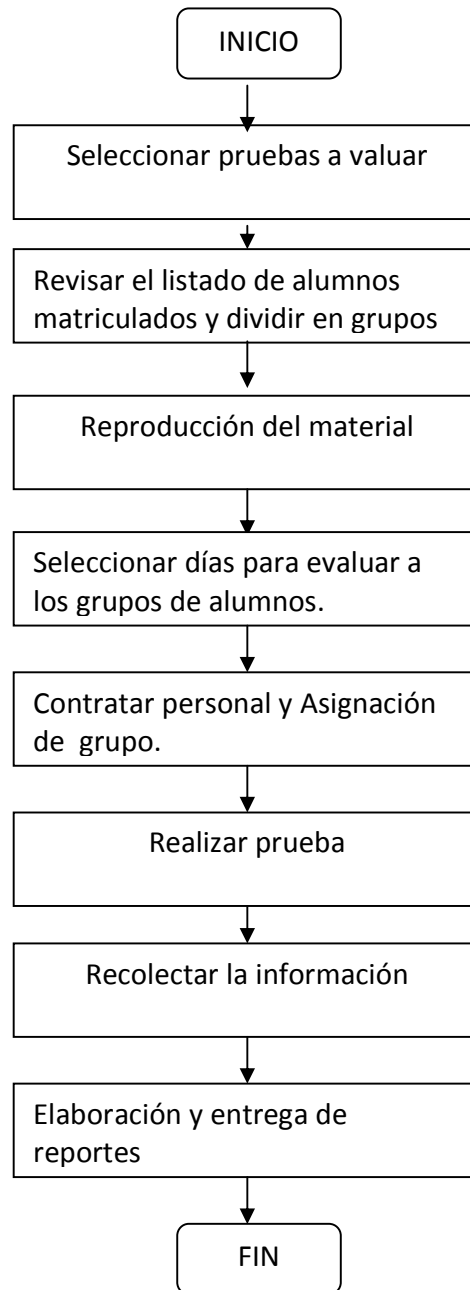 INICIO
Seleccionar pruebas a valuar
Revisar el listado de alumnos
matriculados y dividir en grupos
Reproducción del material
Seleccionar días para evaluar a
los grupos de alumnos.
Contratar personal y Asignación
de grupo.
Realizar prueba
Recolectar la información
Elaboración y entrega de
reportes
FIN